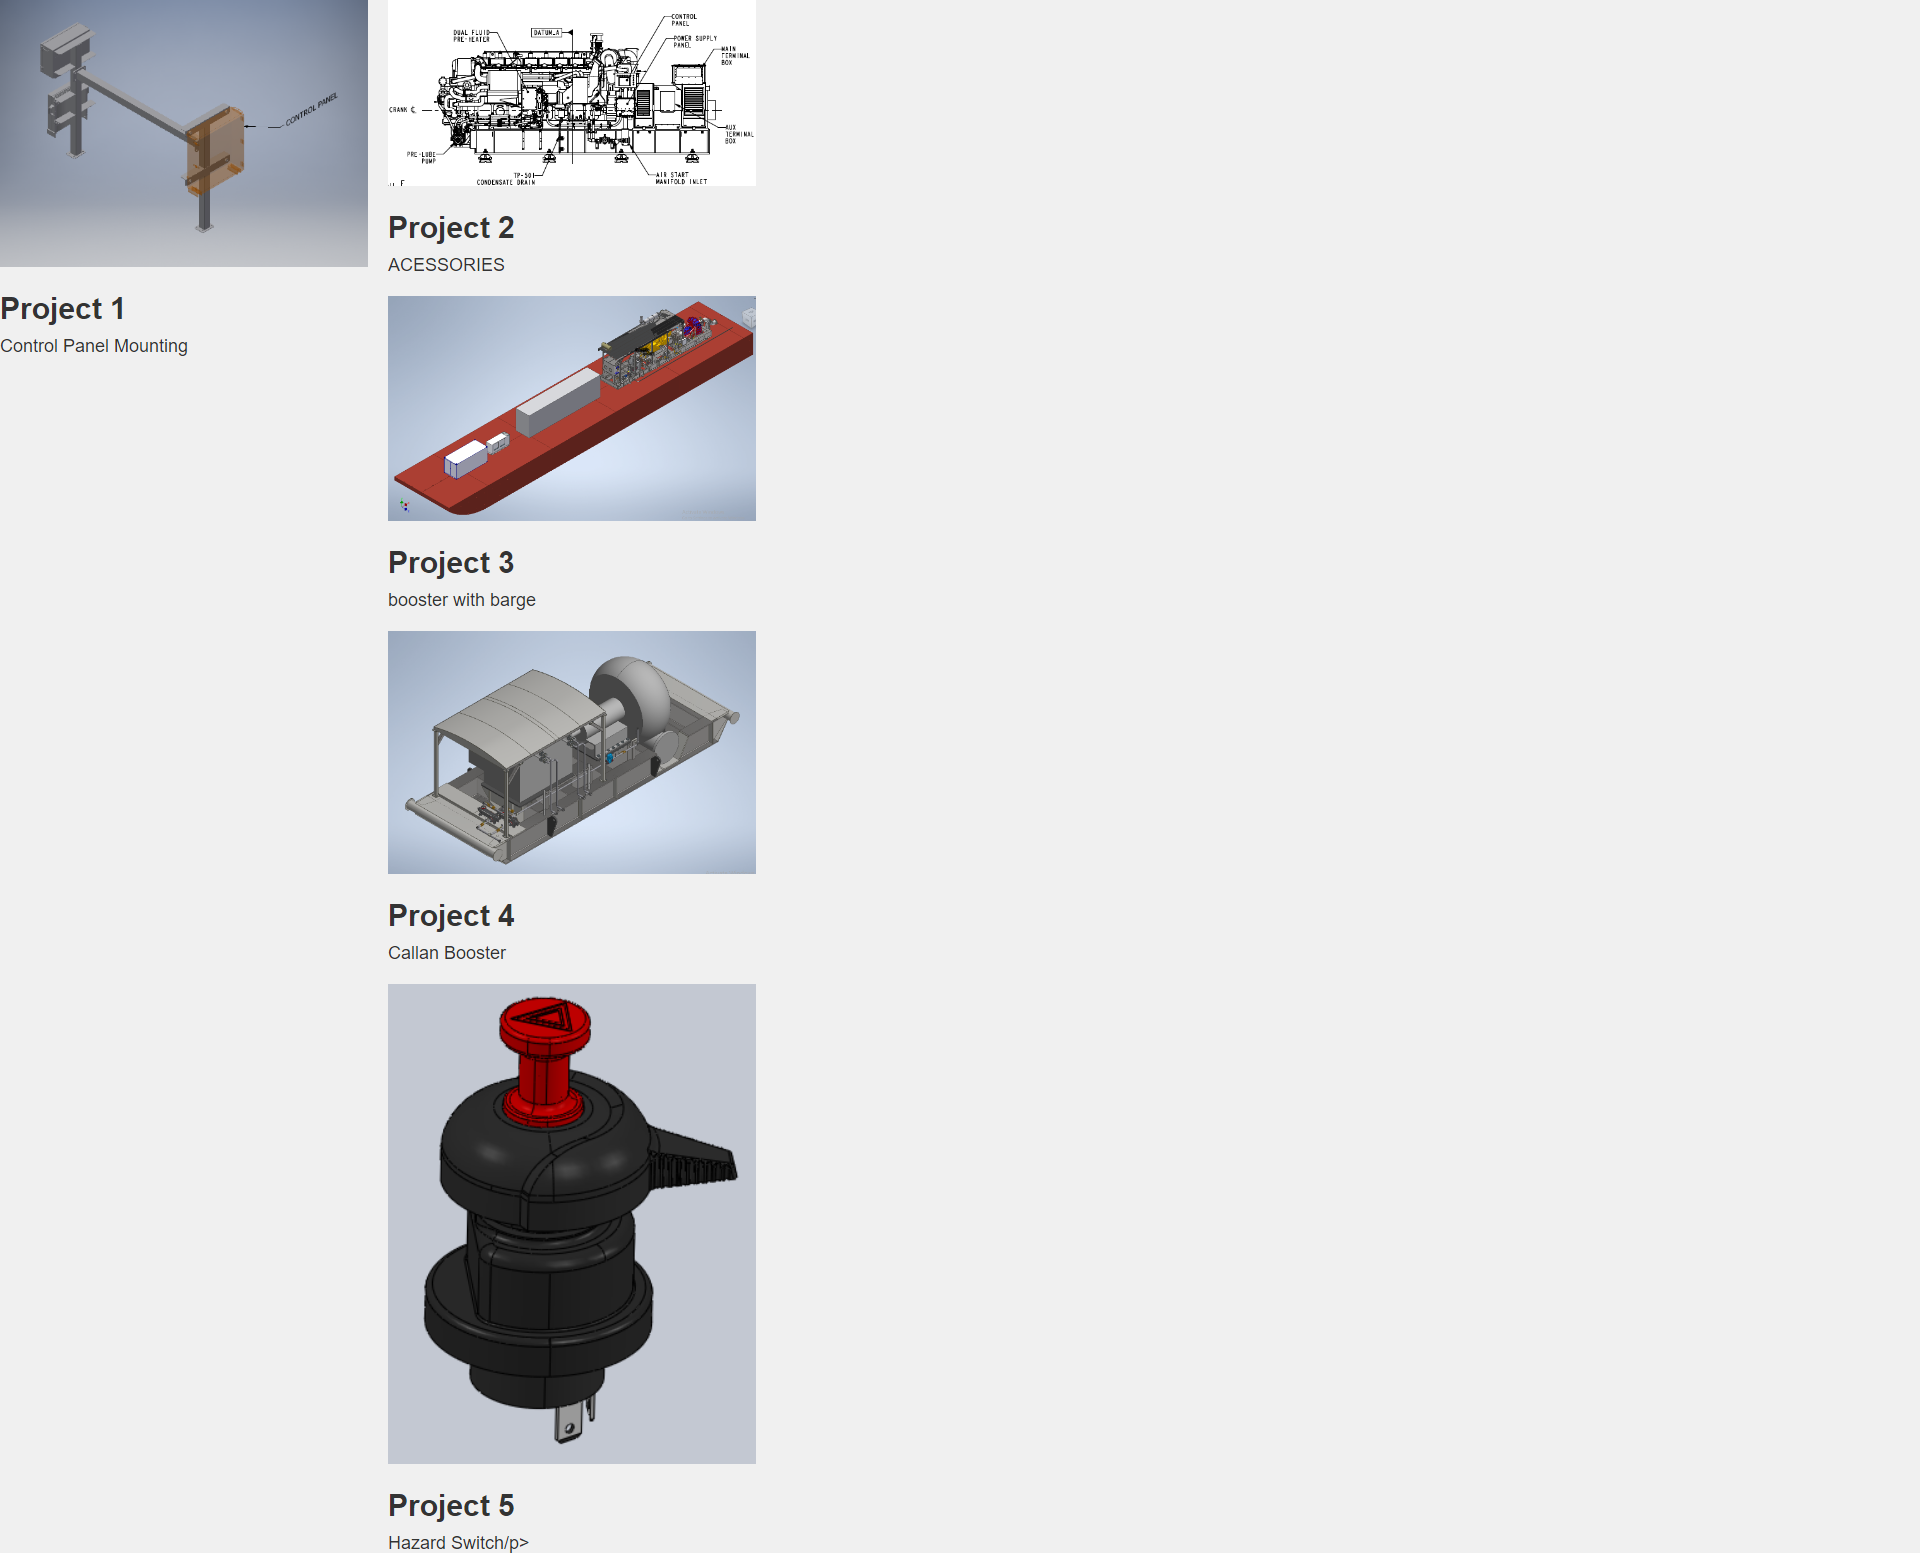 CONTROL PANEL
Project 1
Control Panel Mounting
DUAL FLUID
PRE-HEATER
DATUM_A
CONTROL
PANEL
POWER SUPPLY
PANEL
MAIN
TERMINAL
BOX
CRANK ℄
AUX
TERMINAL
BOX
PRE-LUBE
PUMP
TP-501
CONDENSATE DRAIN
AIR START
MANIFOLD INLET
Project 2
ACESSORIES
Project 3
booster with barge
Project 4
Callan Booster
Project 5
Hazard Switch/p>